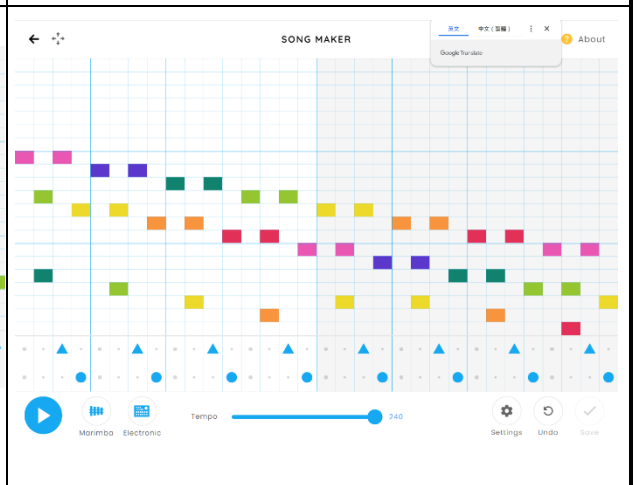 SONG MAKER
英文 中文（繁體）
Google Translate
? About
Tempo
240
Marimba Electronic
Settings Undo Save